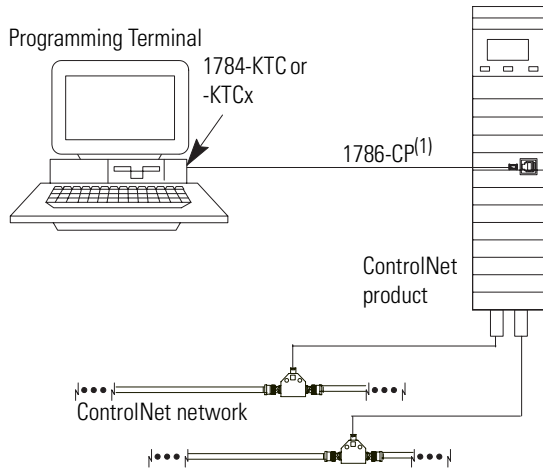 Programming Terminal
1784-KTC or
-KTCx
1786-CP(1)
ControlNet
product
ControlNet network